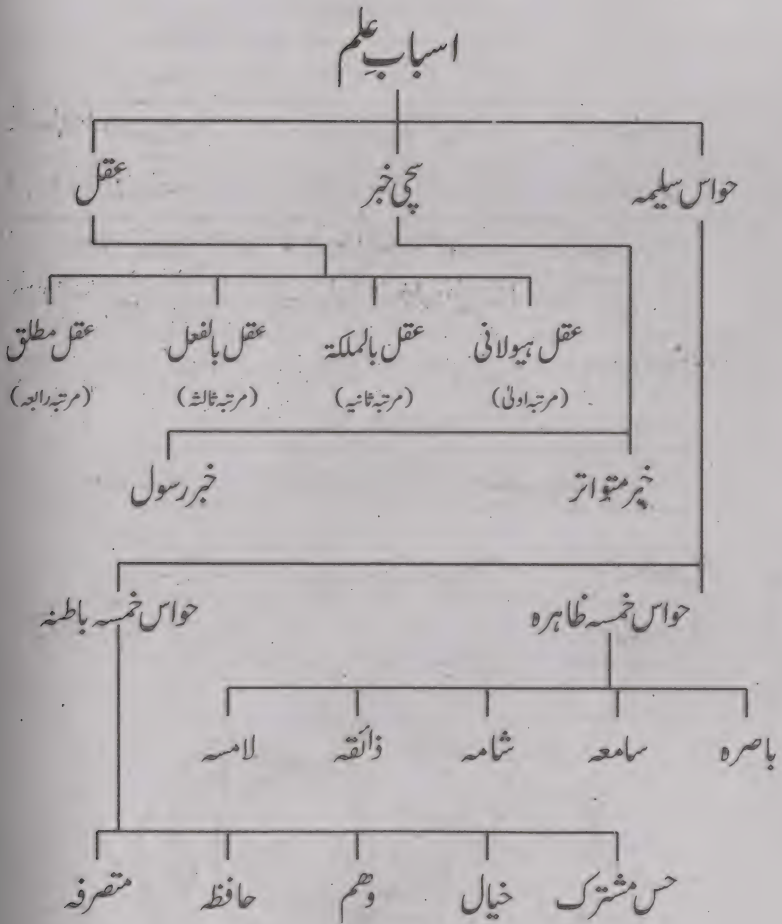 اسبابِ علم
حواس سلیمہ سچی خبر عقل
عقل ہیولانی عقل بالملکۃ عقل بالفعل عقل مطلق
(مرتبہ اولیٰ) (مرتبہ ثانیہ) (مرتبہ ثالثہ) (مرتبہ رابعہ)
خبر متواتر خبر رسول
حواس خمسہ ظاہرہ حواس خمسہ باطنہ
باصرہ سامعہ شامہ ذائقہ لامسہ
حس مشترک خیال وھم حافظہ متصرفہ